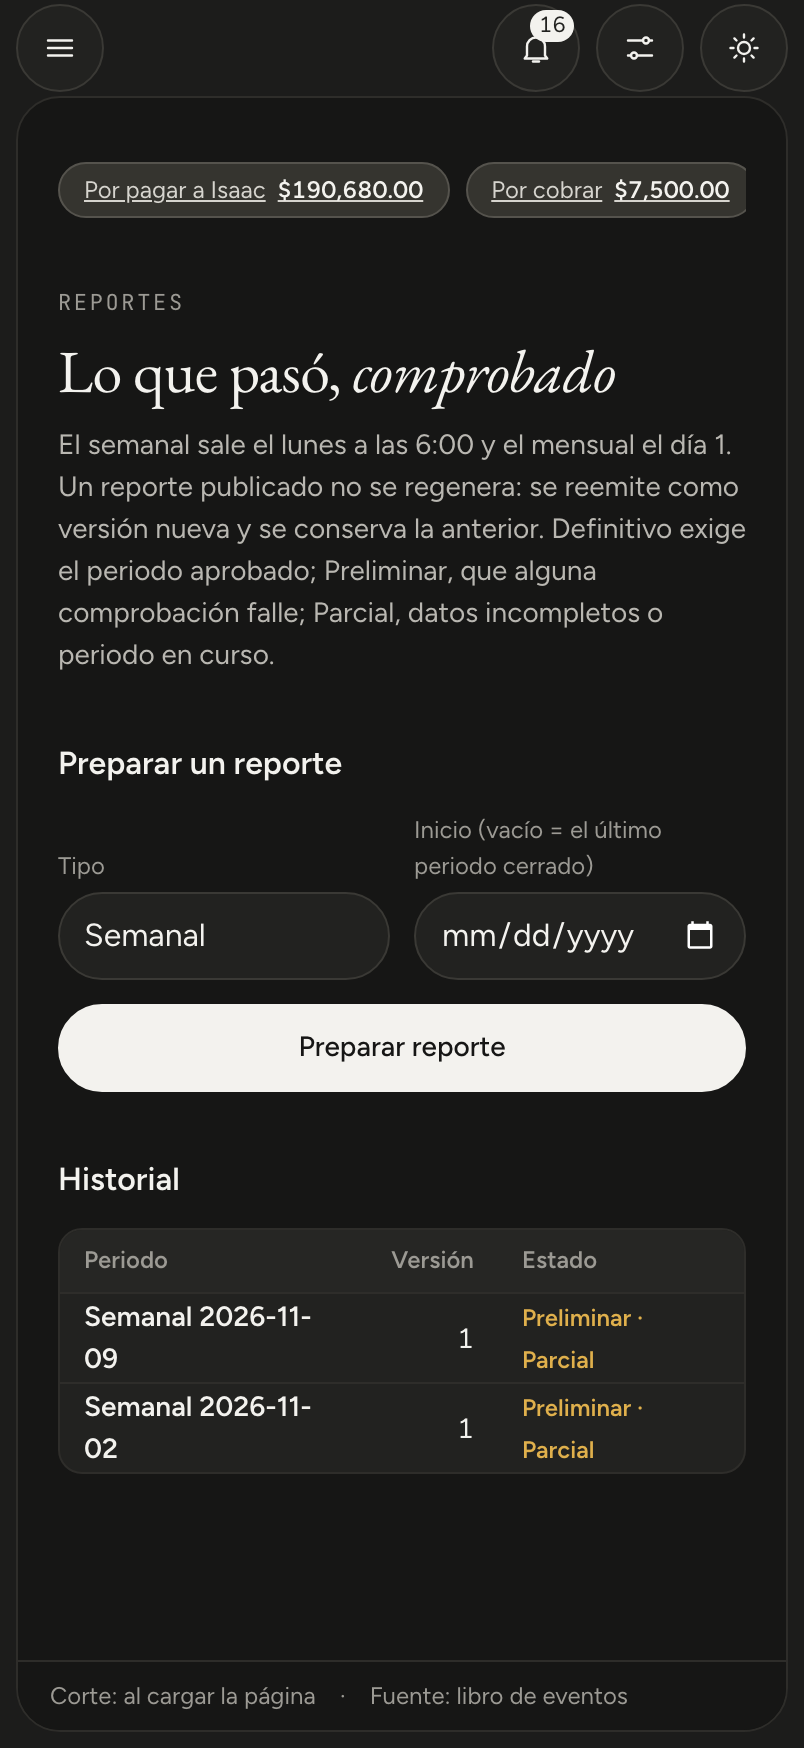 16
Por pagar a Isaac $190,680.00 Por cobrar $7,500.00
REPORTES
Lo que pasó, comprobado
El semanal sale el lunes a las 6:00 y el mensual el día 1.
Un reporte publicado no se regenera: se reemite como
versión nueva y se conserva la anterior. Definitivo exige
el periodo aprobado; Preliminar, que alguna
comprobación falle; Parcial, datos incompletos o
periodo en curso.
Preparar un reporte
Tipo
Inicio (vacío = el último
periodo cerrado)
Semanal
mm/dd/yyyy
Preparar reporte
Historial
Periodo Versión Estado
Semanal 2026-11-
09
1
Preliminar ·
Parcial
Semanal 2026-11-
02
1
Preliminar ·
Parcial
Corte: al cargar la página · Fuente: libro de eventos